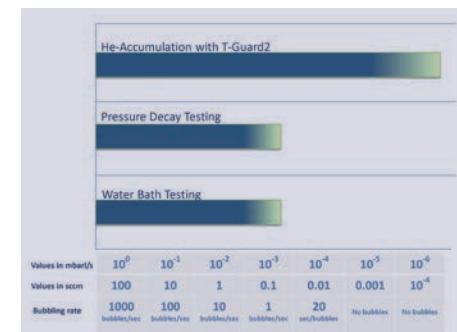 He-Accumulation with T-Guard2
Pressure Decay Testing
Water Bath Testing
Values in mbarl/s 10⁰ 10⁻¹ 10⁻² 10⁻³ 10⁻⁴ 10⁻⁵ 10⁻⁶
Values in sccm 100 10 1 0.1 0.01 0.001 10⁻⁴
Bubbling rate 1000 100 10 1 20 No bubbles No bubbles
bubbles/sec bubbles/sec bubbles/sec bubbles/sec sec/bubbles